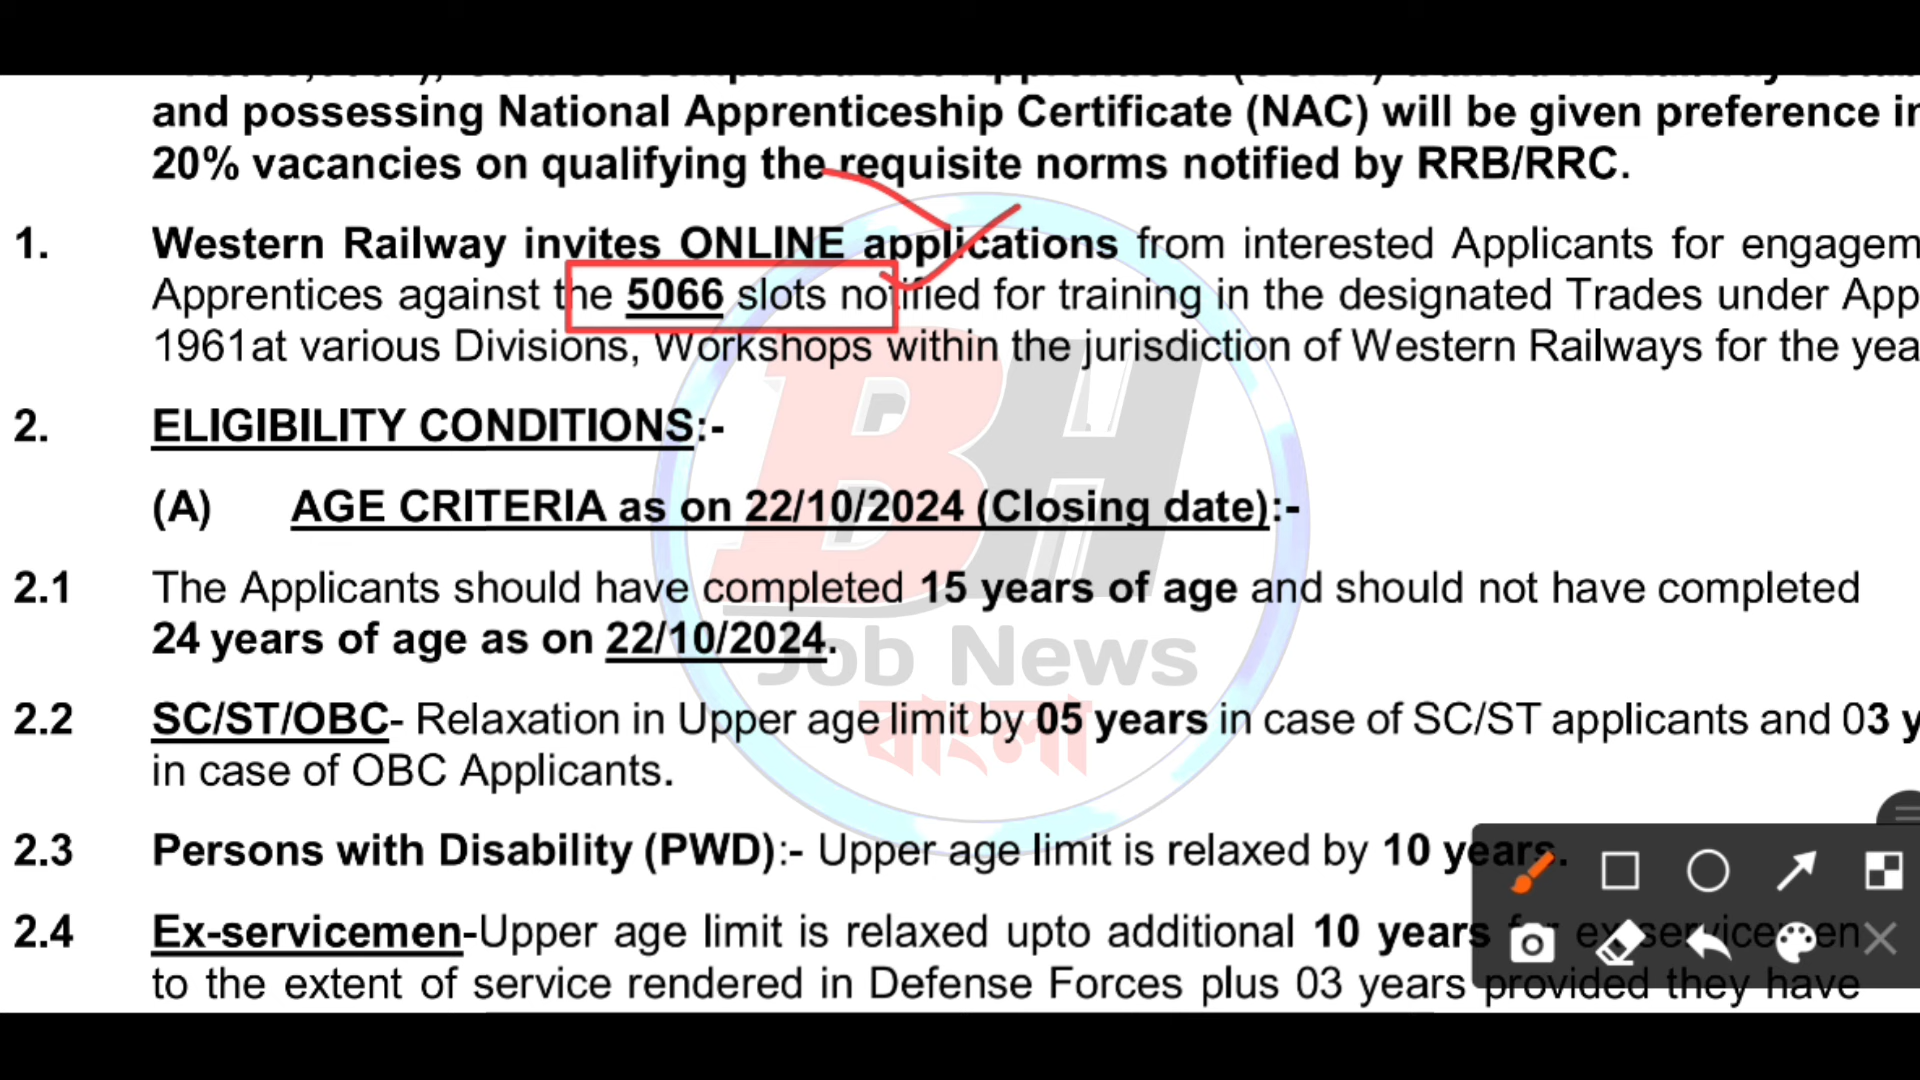 and possessing National Apprenticeship Certificate (NAC) will be given preference in
20% vacancies on qualifying the requisite norms notified by RRB/RRC.
1. Western Railway invites ONLINE applications from interested Applicants for engagem
Apprentices against the 5066 slots notified for training in the designated Trades under App
1961at various Divisions, Workshops within the jurisdiction of Western Railways for the yea
2. ELIGIBILITY CONDITIONS:-
(A) AGE CRITERIA as on 22/10/2024 (Closing date):-
2.1 The Applicants should have completed 15 years of age and should not have completed
24 years of age as on 22/10/2024.
2.2 SC/ST/OBC- Relaxation in Upper age limit by 05 years in case of SC/ST applicants and 03 y
in case of OBC Applicants.
2.3 Persons with Disability (PWD):- Upper age limit is relaxed by 10 years.
2.4 Ex-servicemen-Upper age limit is relaxed upto additional 10 years for ex-servicemen
to the extent of service rendered in Defense Forces plus 03 years provided they have
BH
Job News
বাংলা